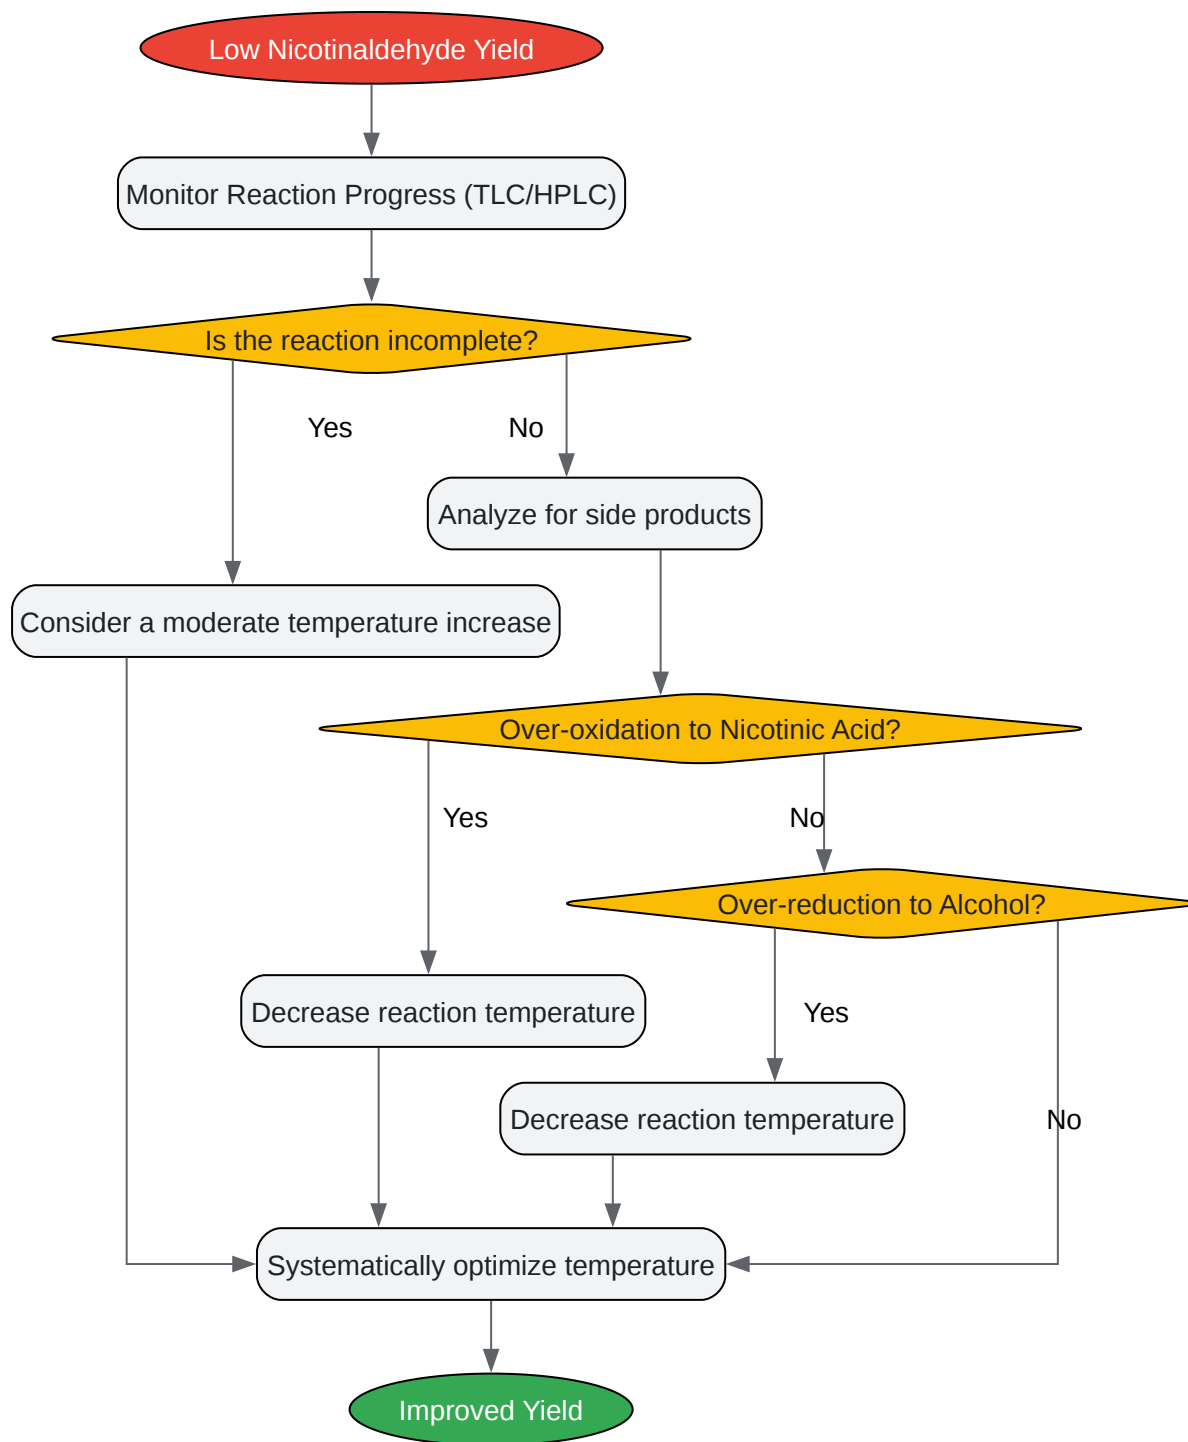 Low Nicotinaldehyde Yield
Monitor Reaction Progress (TLC/HPLC)
Is the reaction incomplete?
Yes
No
Analyze for side products
Consider a moderate temperature increase
Over-oxidation to Nicotinic Acid?
Yes
No
Over-reduction to Alcohol?
Decrease reaction temperature
Yes
Decrease reaction temperature
No
Systematically optimize temperature
Improved Yield